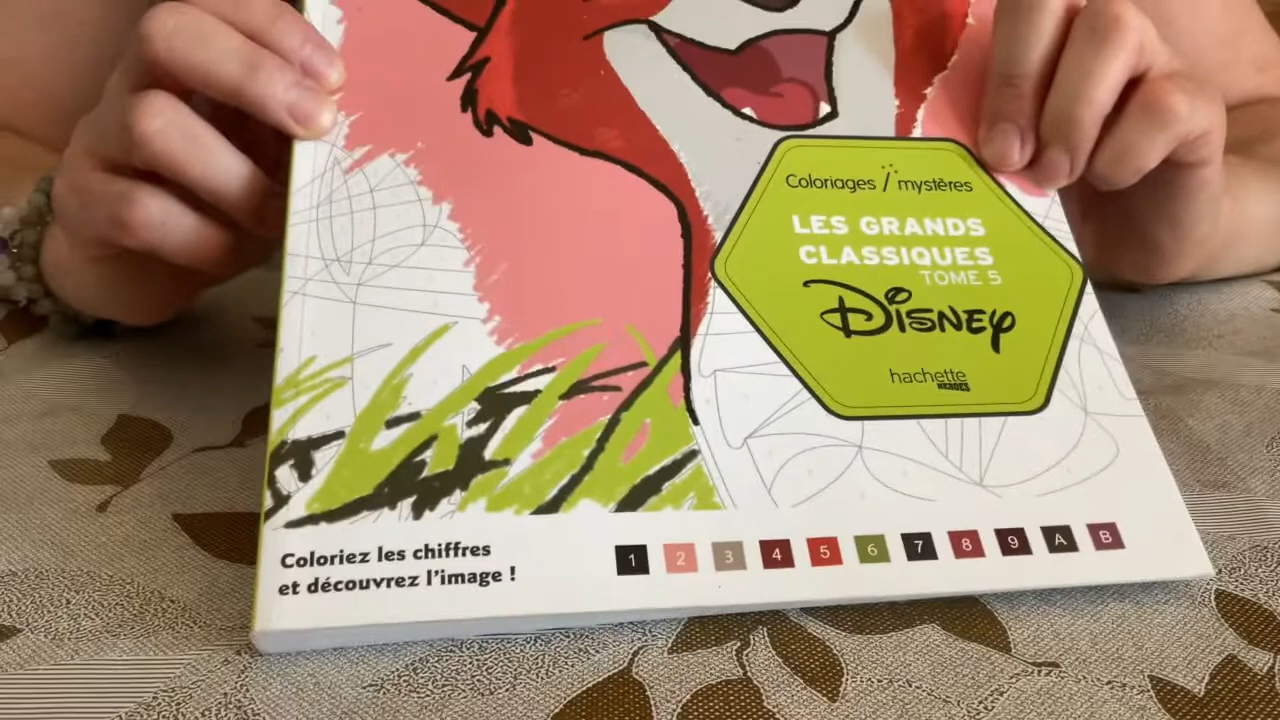 Coloriages mystères
LES GRANDS
CLASSIQUES
TOME 5
Disney
hachette
HEROES
Coloriez les chiffres
et découvrez l'image !
1 2 3 4 5 6 7 8 9 A B